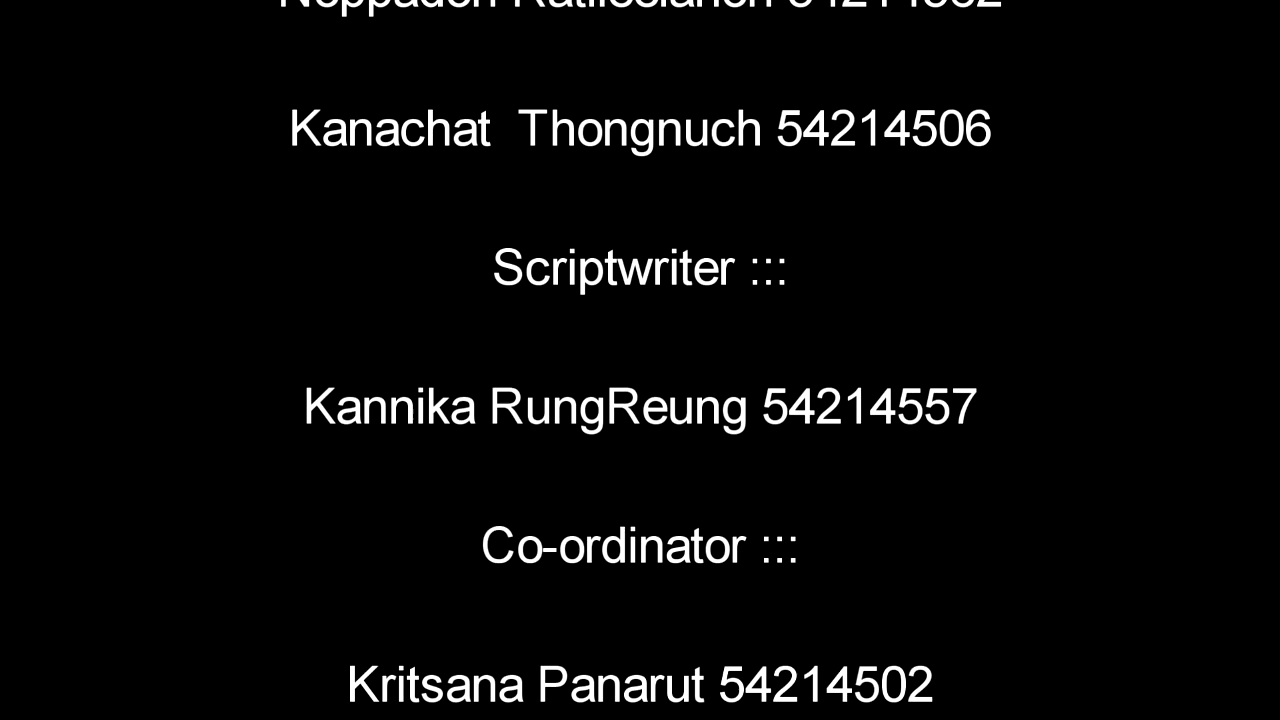 Kanachat  Thongnuch 54214506
Scriptwriter :::
Kannika RungReung 54214557
Co-ordinator :::
Kritsana Panarut 54214502